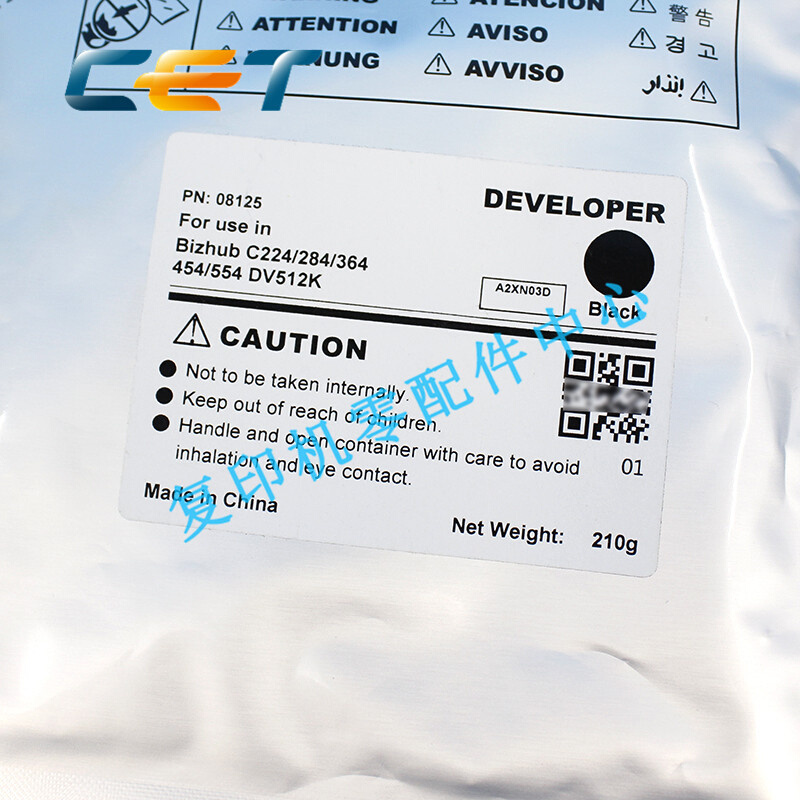 ATENCIÓN
警告
ATTENTION
AVISO
경고
AVVISO
إنذار
CET
PN: 08125
DEVELOPER
For use in
Bizhub C224/284/364
454/554 DV512K
A2XN03D
Black
CAUTION
Not to be taken internally.
Keep out of reach of children.
Handle and open container with care to avoid
inhalation and eye contact.
01
Made in China
Net Weight: 210g
复印机零配件中心